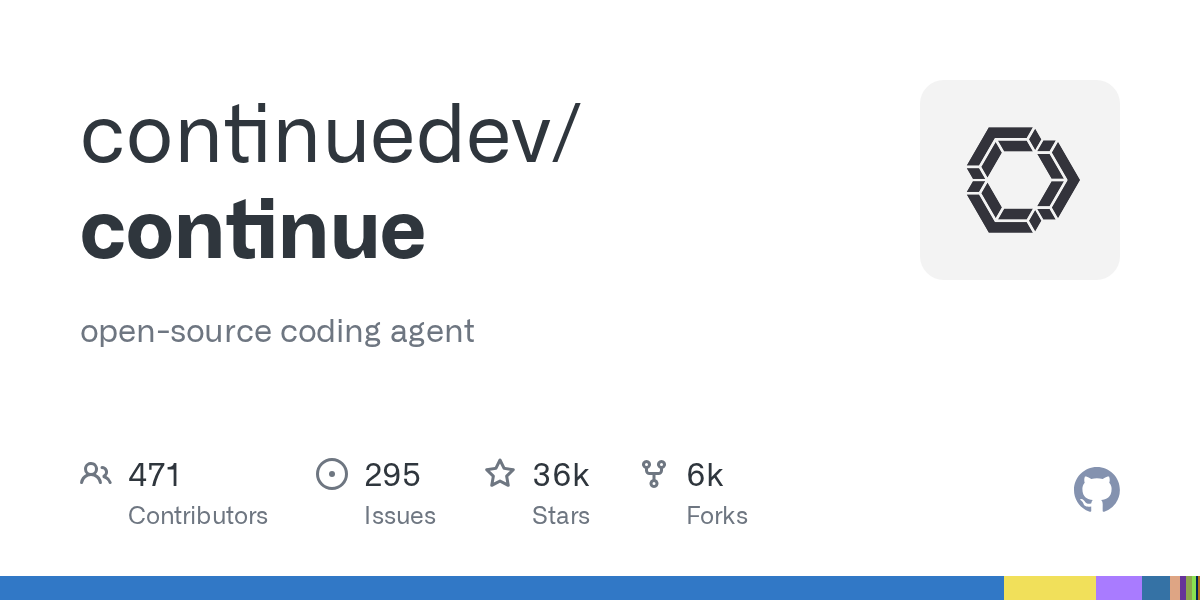 continuedev/
continue
open-source coding agent
471
Contributors
295
Issues
36k
Stars
6k
Forks